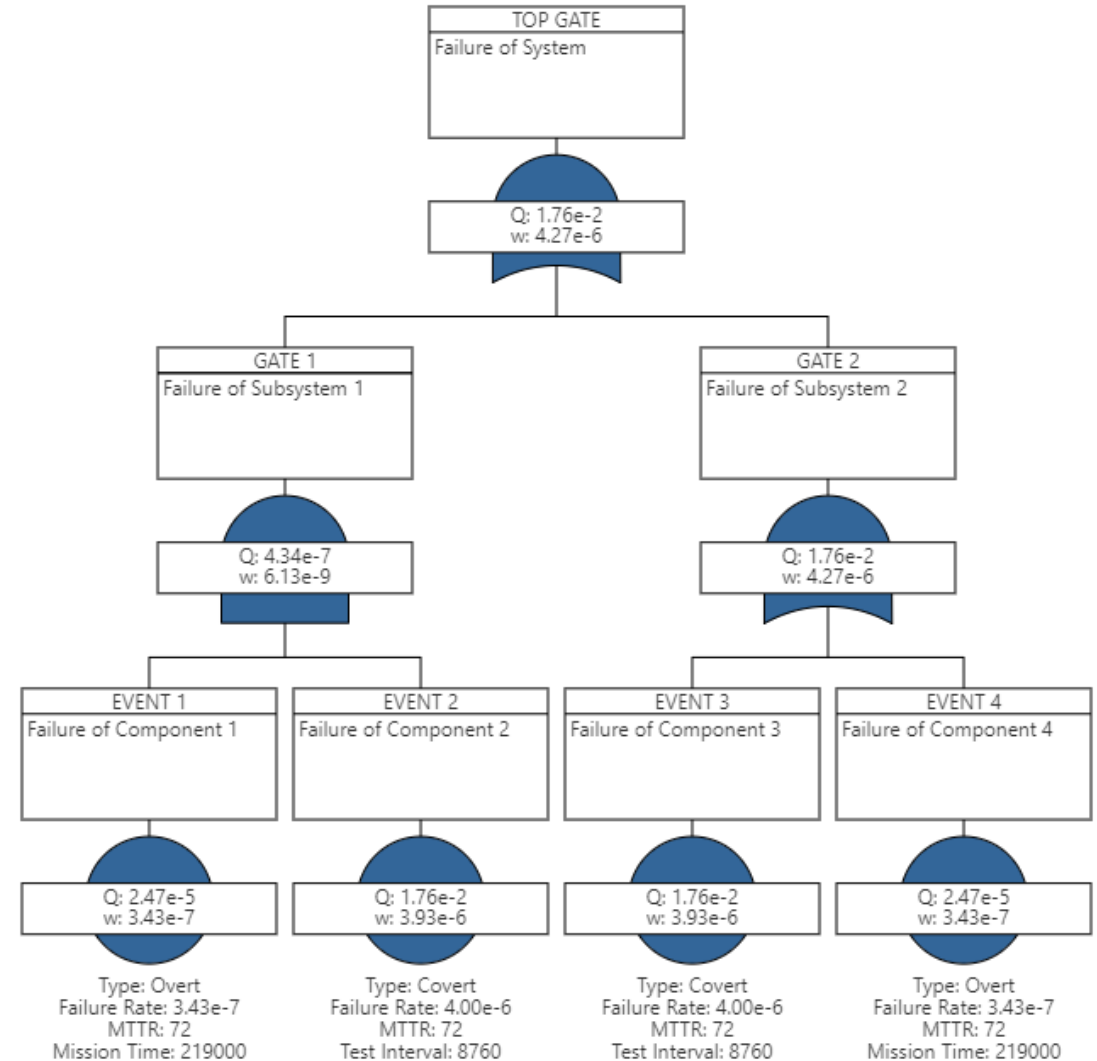 TOP GATE
Failure of System
Q: 1.76e-2
w: 4.27e-6
GATE 1
Failure of Subsystem 1
Q: 4.34e-7
w: 6.13e-9
GATE 2
Failure of Subsystem 2
Q: 1.76e-2
w: 4.27e-6
EVENT 1
Failure of Component 1
Q: 2.47e-5
w: 3.43e-7
Type: Overt
Failure Rate: 3.43e-7
MTTR: 72
Mission Time: 219000
EVENT 2
Failure of Component 2
Q: 1.76e-2
w: 3.93e-6
Type: Covert
Failure Rate: 4.00e-6
MTTR: 72
Test Interval: 8760
EVENT 3
Failure of Component 3
Q: 1.76e-2
w: 3.93e-6
Type: Covert
Failure Rate: 4.00e-6
MTTR: 72
Test Interval: 8760
EVENT 4
Failure of Component 4
Q: 2.47e-5
w: 3.43e-7
Type: Overt
Failure Rate: 3.43e-7
MTTR: 72
Mission Time: 219000